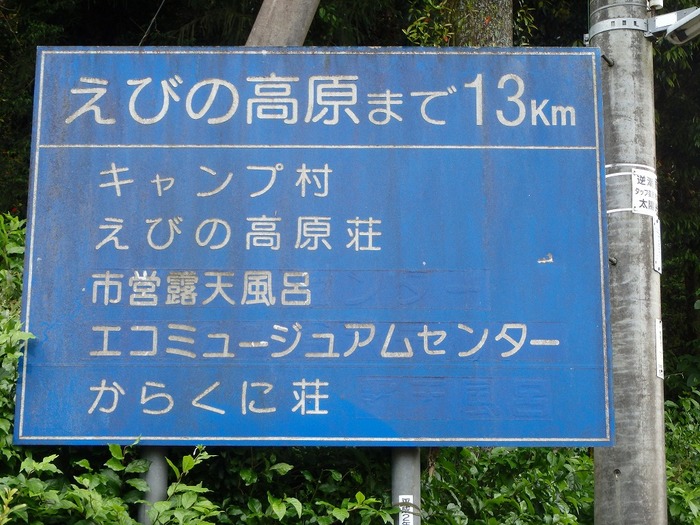 えびの高原まで13Km
キャンプ村
えびの高原荘
市営露天風呂
エコミュージュアムセンター
からくに荘